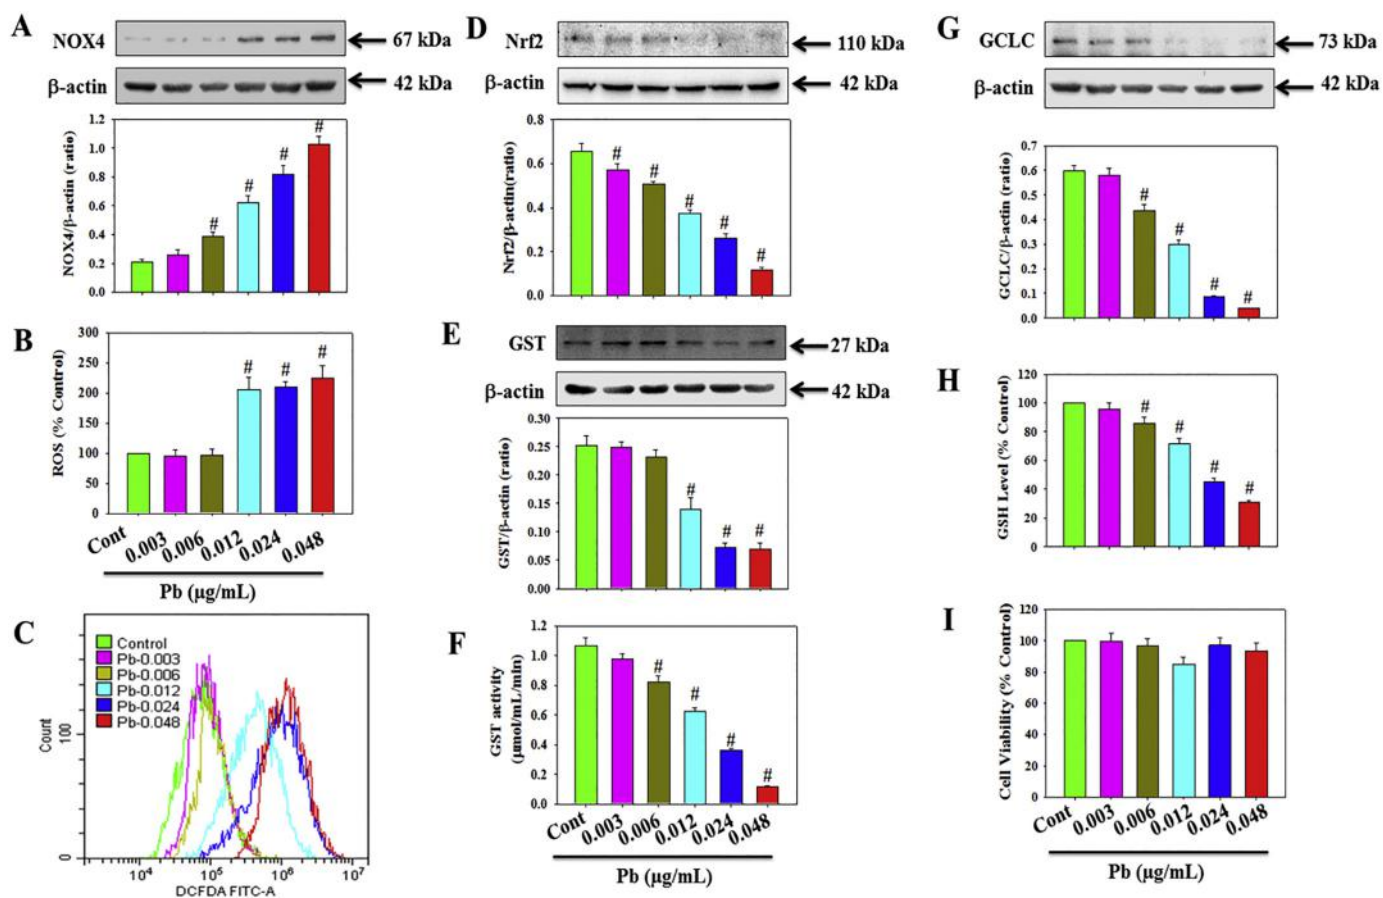 A
NOX4
67 kDa
β-actin
42 kDa
NOX4/β-actin (ratio)
1.2
1.0
0.8
0.6
0.4
0.2
0.0
# # # #
B
ROS (% Control)
300
250
200
150
100
50
0
# # #
Cont 0.003 0.006 0.012 0.024 0.048
Pb (µg/mL)
C
Control
Pb-0.003
Pb-0.006
Pb-0.012
Pb-0.024
Pb-0.048
Count
100
0
10⁴ 10⁵ 10⁶ 10⁷
DCFDA FITC-A
D
Nrf2
110 kDa
β-actin
42 kDa
Nrf2/β-actin(ratio)
0.8
0.6
0.4
0.2
0.0
# # # # #
E
GST
27 kDa
β-actin
42 kDa
GST/β-actin (ratio)
0.30
0.25
0.20
0.15
0.10
0.05
0.00
# # #
F
GST activity
(µmol/mL/min)
1.2
1.0
0.8
0.6
0.4
0.2
0.0
# # # #
Cont 0.003 0.006 0.012 0.024 0.048
Pb (µg/mL)
G
GCLC
73 kDa
β-actin
42 kDa
GCLC/β-actin (ratio)
0.7
0.6
0.5
0.4
0.3
0.2
0.1
0.0
# # # #
H
GSH Level (% Control)
120
100
80
60
40
20
0
# # # #
I
Cell Viability (% Control)
120
100
80
60
40
20
0
Cont 0.003 0.006 0.012 0.024 0.048
Pb (µg/mL)